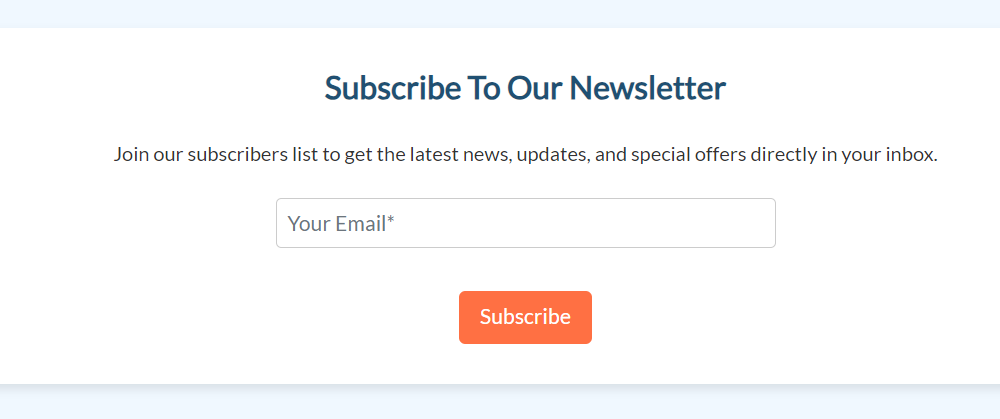 Subscribe To Our Newsletter
Join our subscribers list to get the latest news, updates, and special offers directly in your inbox.
Your Email*
Subscribe